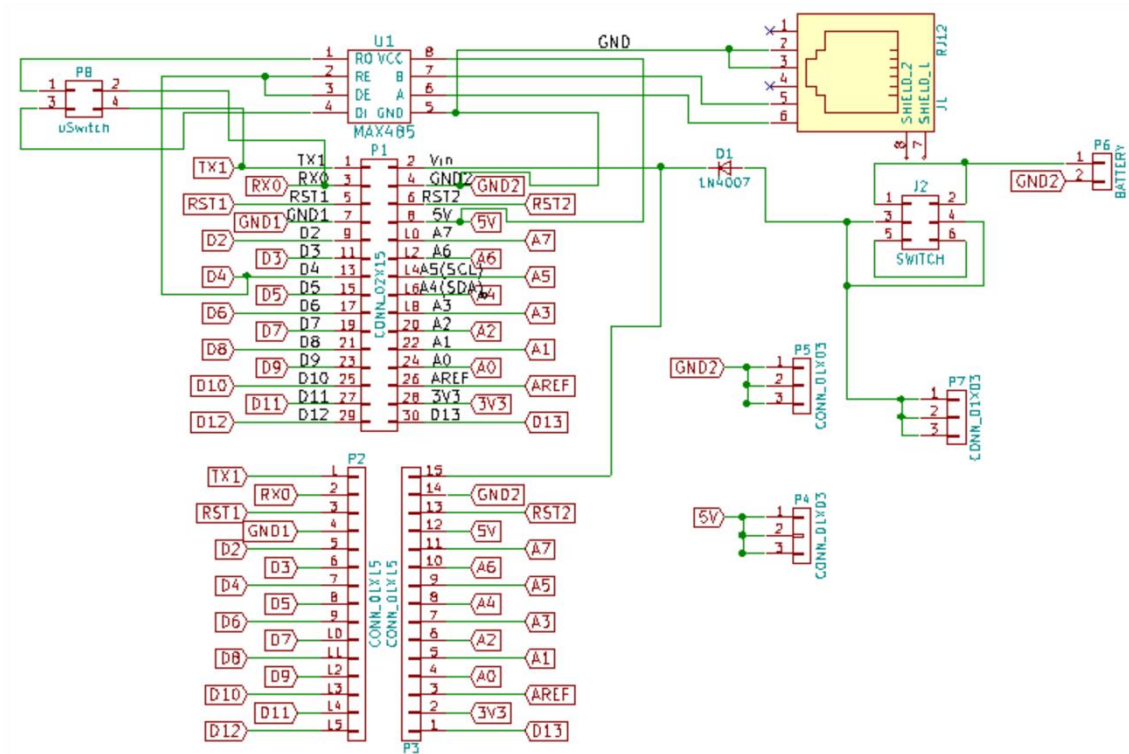 U1
1 RO VCC 8
2 RE B 7
3 DE A 6
4 DI GND 5
MAX485
GND
1
2
3
4
5
6
RJ12
J1
SHIELD_2
SHIELD_1
8 7
P8
1 2
3 4
uSwitch
P1
TX1 TX1 1 2 Vin
RX0 RX0 3 4 GND2 GND2
RST1 RST1 5 6 RST2 RST2
GND1 GND1 7 8 5V 5V
D2 D2 9 10 A7 A7
D3 D3 11 12 A6 A6
D4 D4 13 14 A5(SCL) A5
D5 D5 15 16 A4(SDA) A4
D6 D6 17 18 A3 A3
D7 D7 19 20 A2 A2
D8 D8 21 22 A1 A1
D9 D9 23 24 A0 A0
D10 D10 25 26 AREF AREF
D11 D11 27 28 3V3 3V3
D12 D12 29 30 D13 D13
CONN_02X15
D1
1N4007
P6
1
GND2 2
BATTERY
J2
1 2
3 4
5 6
SWITCH
P5
GND2 1
2
3
CONN_01X03
P7
1
2
3
CONN_01X03
P4
5V 1
2
3
CONN_01X03
P2
TX1 1
RX0 2
RST1 3
GND1 4
D2 5
D3 6
D4 7
D5 8
D6 9
D7 10
D8 11
D9 12
D10 13
D11 14
D12 15
CONN_01X15
CONN_01X15
15
14 GND2
13 RST2
12 5V
11 A7
10 A6
9 A5
8 A4
7 A3
6 A2
5 A1
4 A0
3 AREF
2 3V3
1 D13
P3